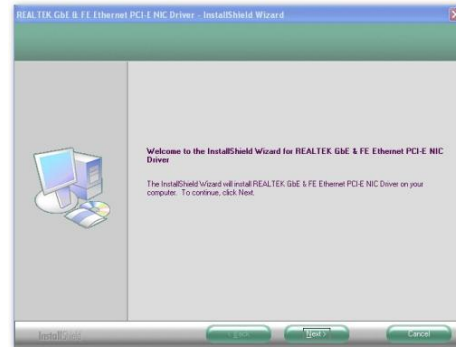 REALTEK GbE & FE Ethernet PCI-E NIC Driver - InstallShield Wizard
Welcome to the InstallShield Wizard for REALTEK GbE & FE Ethernet PCI-E NIC
Driver
The InstallShield Wizard will install REALTEK GbE & FE Ethernet PCI-E NIC Driver on your
computer. To continue, click Next.
InstallShield
< Back
Next >
Cancel